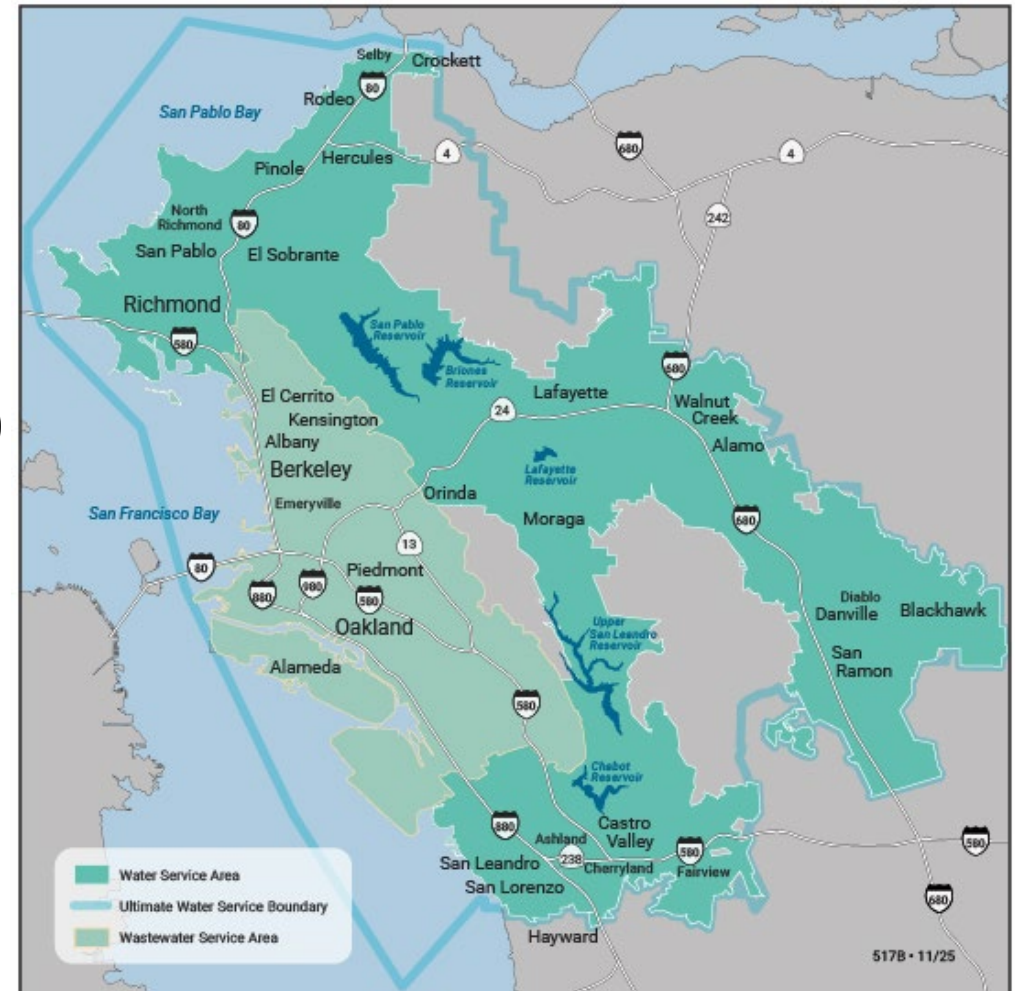 Selby
Crockett
80
Rodeo
San Pablo Bay
Hercules
4
680
4
Pinole
North
Richmond
80
242
San Pablo
El Sobrante
Richmond
580
San Pablo
Reservoir
Briones
Reservoir
680
El Cerrito
Kensington
Albany
Berkeley
Lafayette
24
Walnut
Creek
Alamo
Lafayette
Reservoir
Emeryville
Orinda
San Francisco Bay
Moraga
680
13
80
Piedmont
880
980
580
Oakland
Diablo
Danville
Blackhawk
Upper
San Leandro
Reservoir
San
Ramon
Alameda
580
Chabot
Reservoir
880
Castro
Valley
Ashland
238
Cherryland
580
Fairview
580
San Leandro
San Lorenzo
680
Hayward
Water Service Area
Ultimate Water Service Boundary
Wastewater Service Area
517B • 11/25